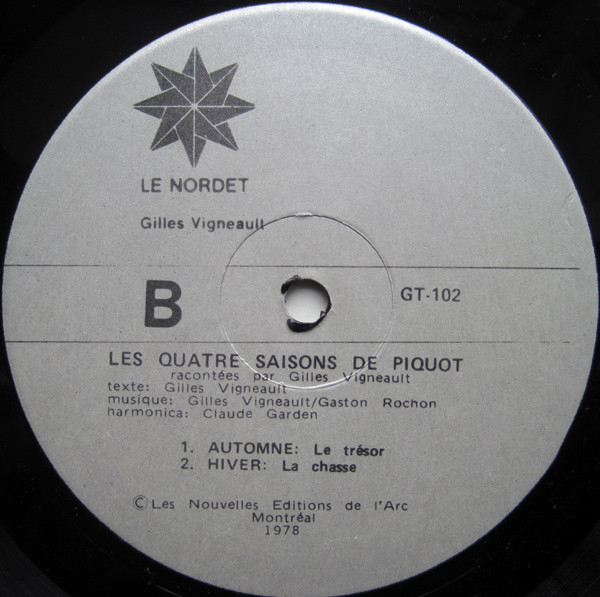 LE NORDET
Gilles Vigneault
B
GT-102
LES QUATRE SAISONS DE PIQUOT
racontées par Gilles Vigneault
texte: Gilles Vigneault
musique: Gilles Vigneault/Gaston Rochon
harmonica: Claude Garden
1. AUTOMNE: Le trésor
2. HIVER: La chasse
© Les Nouvelles Editions de l'Arc
Montréal
1978